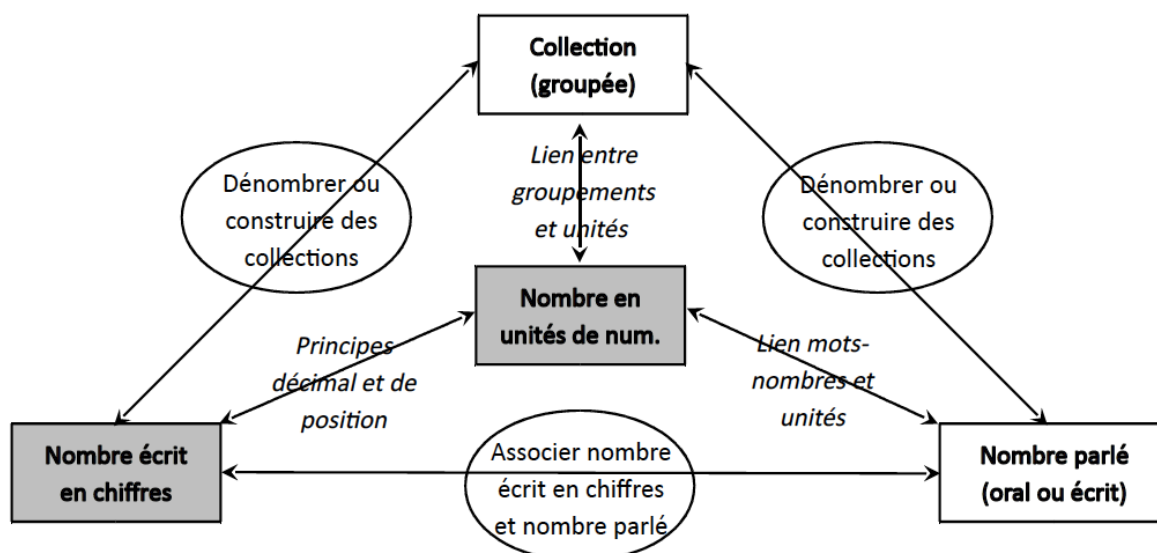 Collection
(groupée)
Lien entre
groupements
et unités
Dénombrer ou
construire des
collections
Dénombrer ou
construire des
collections
Nombre en
unités de num.
Principes
décimal et de
position
Lien mots-
nombres et
unités
Nombre écrit
en chiffres
Associer nombre
écrit en chiffres
et nombre parlé
Nombre parlé
(oral ou écrit)